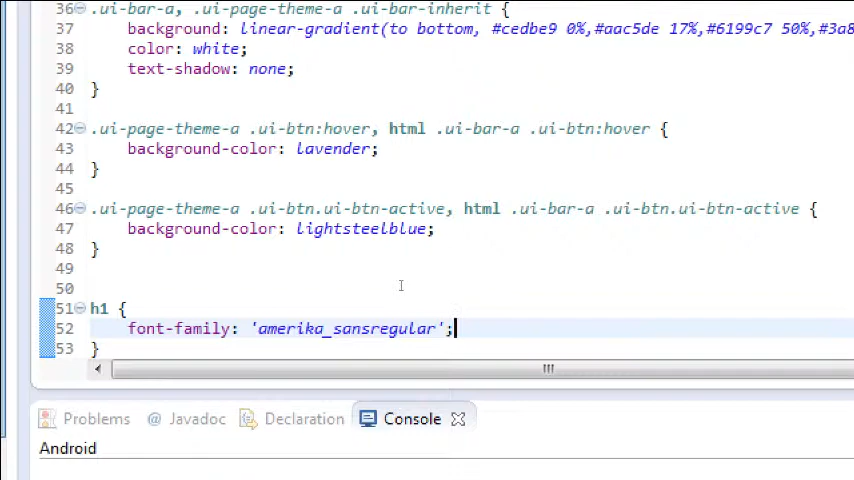 36 .ui-bar-a, .ui-page-theme-a .ui-bar-inherit {
37 background: linear-gradient(to bottom, #cedbe9 0%,#aac5de 17%,#6199c7 50%,#3a8
38 color: white;
39 text-shadow: none;
40 }
41
42 .ui-page-theme-a .ui-btn:hover, html .ui-bar-a .ui-btn:hover {
43 background-color: lavender;
44 }
45
46 .ui-page-theme-a .ui-btn.ui-btn-active, html .ui-bar-a .ui-btn.ui-btn-active {
47 background-color: lightsteelblue;
48 }
49
50
51 h1 {
52 font-family: 'amerika_sansregular';
53 }
Problems @ Javadoc Declaration Console
Android